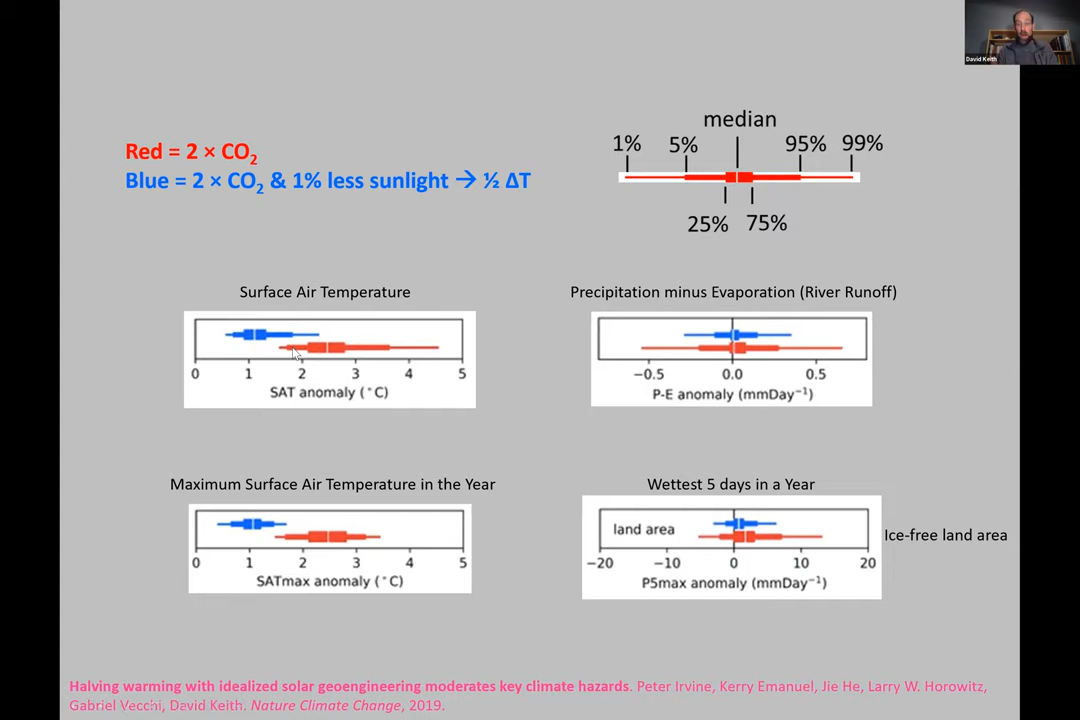 David Keith
median
1% 5% 95% 99%
25% 75%
Red = 2 × CO₂
Blue = 2 × CO₂ & 1% less sunlight → ½ ΔT
Surface Air Temperature
0 1 2 3 4 5
SAT anomaly (°C)
Precipitation minus Evaporation (River Runoff)
−0.5 0.0 0.5
P-E anomaly (mmDay⁻¹)
Maximum Surface Air Temperature in the Year
0 1 2 3 4 5
SATmax anomaly (°C)
Wettest 5 days in a Year
land area
Ice-free land area
−20 −10 0 10 20
P5max anomaly (mmDay⁻¹)
Halving warming with idealized solar geoengineering moderates key climate hazards. Peter Irvine, Kerry Emanuel, Jie He, Larry W. Horowitz,
Gabriel Vecchi, David Keith. Nature Climate Change, 2019.